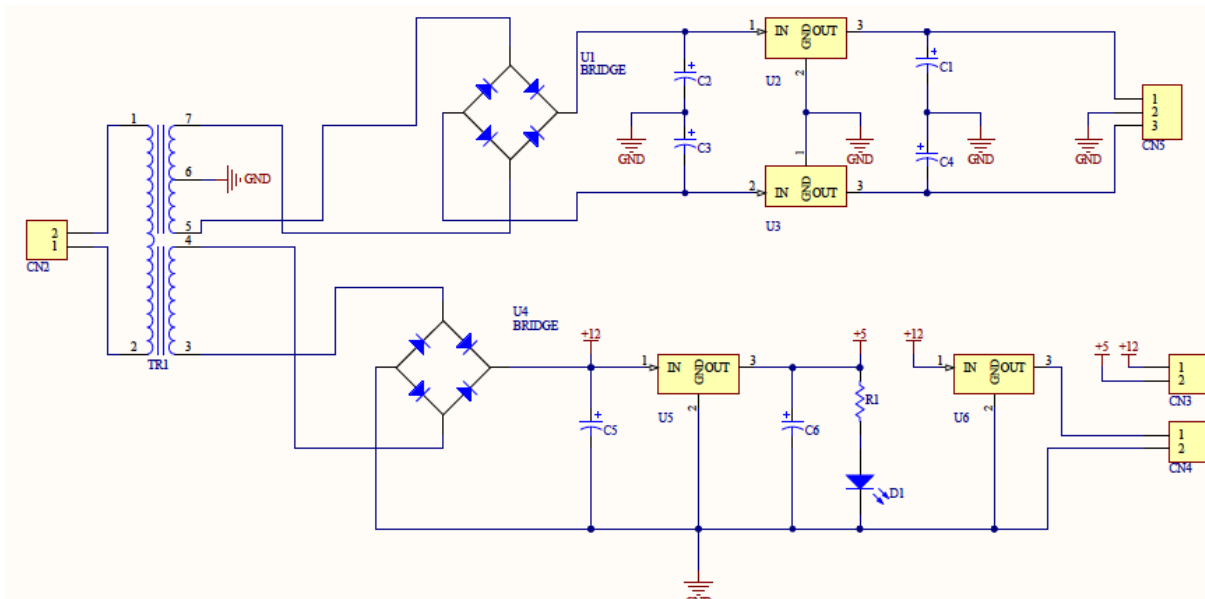 1 IN GND OUT 3
U1
BRIDGE
2
U2
C2
C1
1
2
3
CN5
GND
GND
GND
GND
C3
C4
1
2 IN GND OUT 3
U3
1
7
6
GND
5
4
2
3
TR1
2
1
CN2
U4
BRIDGE
+12
+5
+12
+5
+12
1 IN GND OUT 3
2
U5
C5
C6
R1
D1
1 IN GND OUT 3
2
U6
1
2
CN3
1
2
CN4
GND